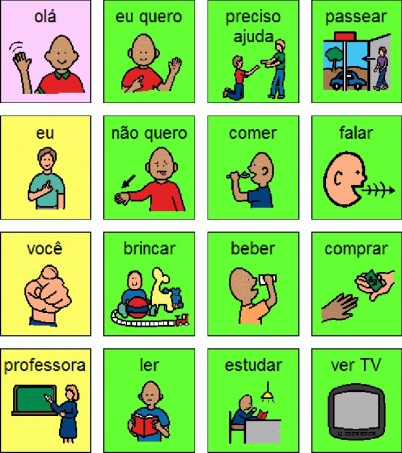 olá
eu quero
preciso
ajuda
passear
eu
não quero
comer
falar
você
brincar
beber
comprar
professora
ler
estudar
ver TV